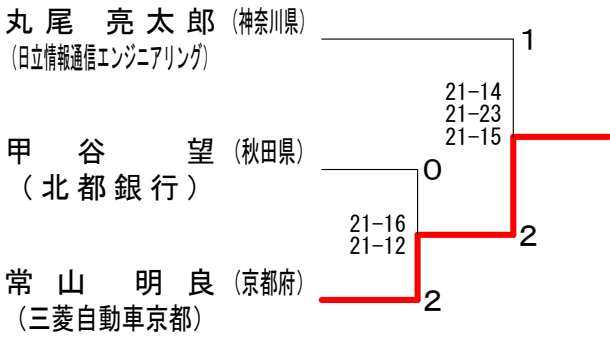 丸尾 亮太郎 (神奈川県)
(日立情報通信エンジニアリング)
1
21-14
21-23
21-15
甲谷 望 (秋田県)
(北都銀行)
0
21-16
21-12
2
常山 明良 (京都府)
(三菱自動車京都)
2